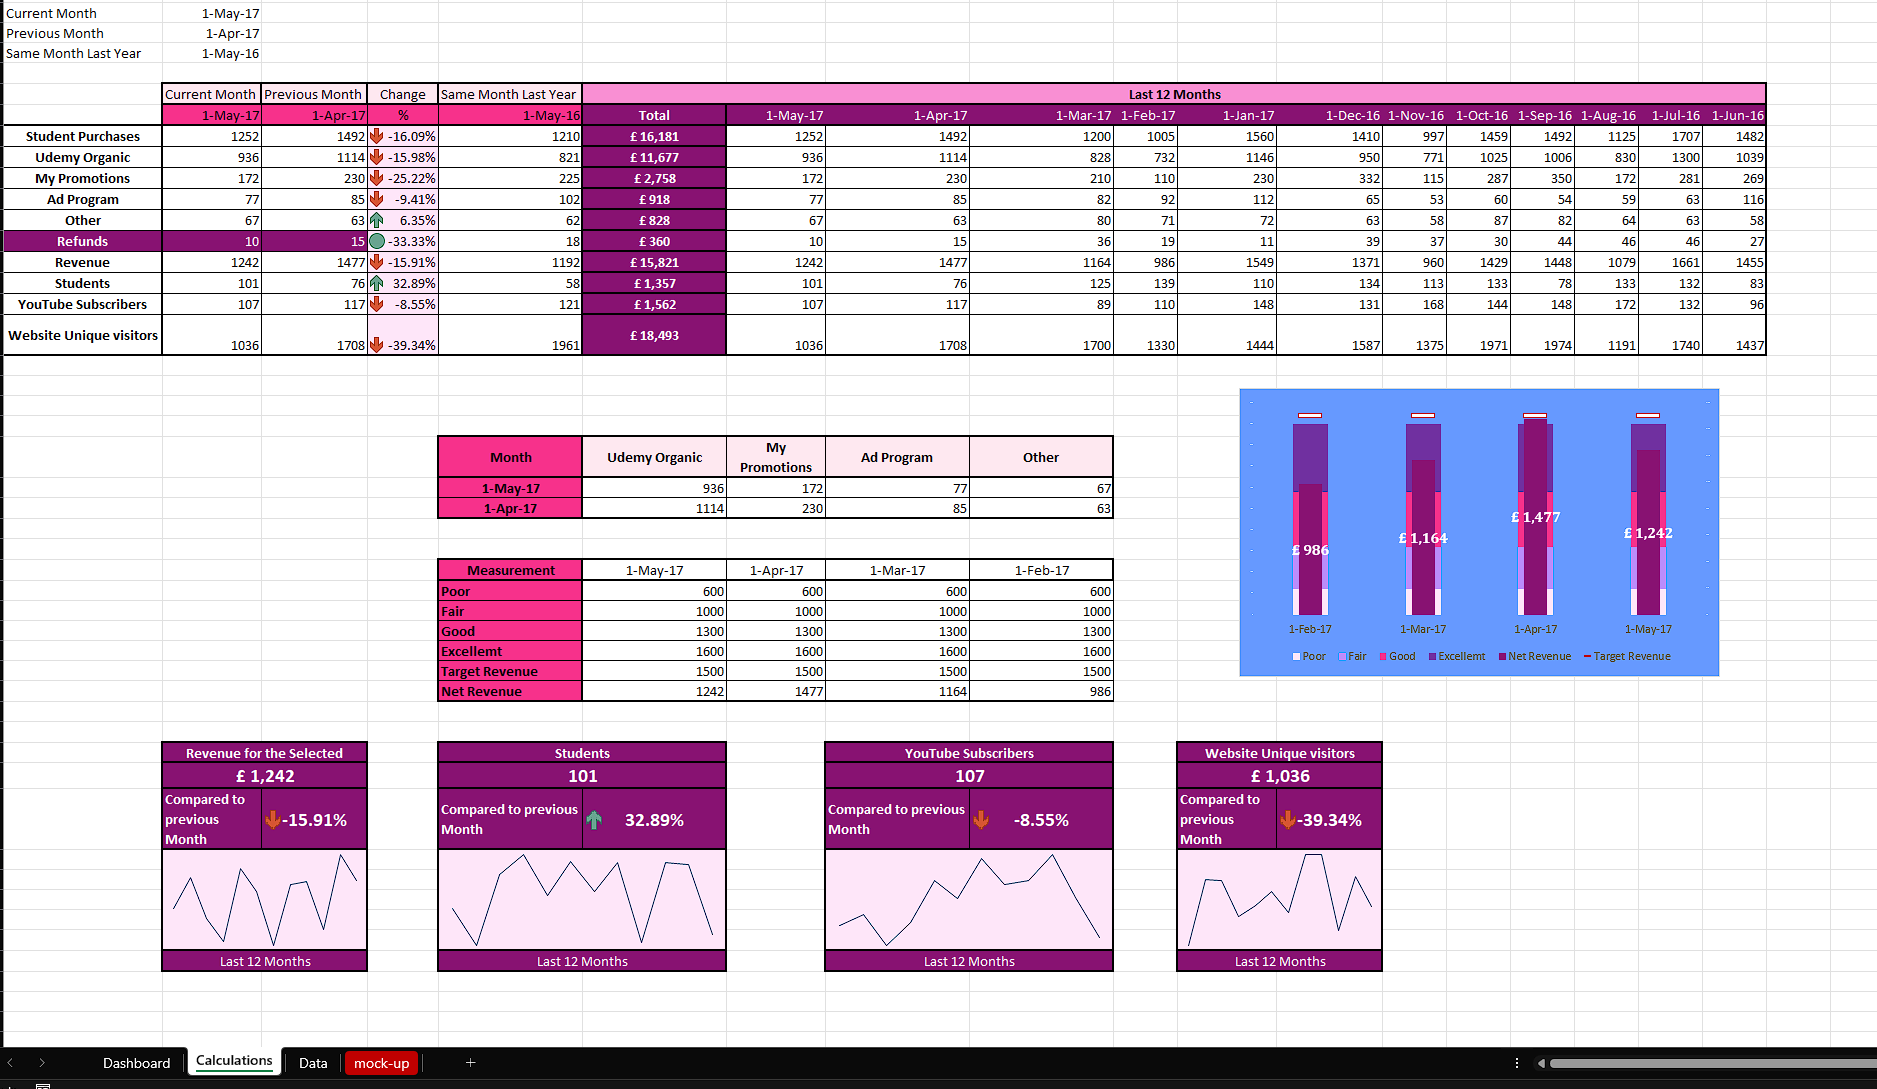 Current Month 1-May-17
Previous Month 1-Apr-17
Same Month Last Year 1-May-16
Current Month Previous Month Change Same Month Last Year Last 12 Months
1-May-17 1-Apr-17 % 1-May-16 Total 1-May-17 1-Apr-17 1-Mar-17 1-Feb-17 1-Jan-17 1-Dec-16 1-Nov-16 1-Oct-16 1-Sep-16 1-Aug-16 1-Jul-16 1-Jun-16
Student Purchases 1252 1492 -16.09% 1210 £ 16,181 1252 1492 1200 1005 1560 1410 997 1459 1492 1125 1707 1482
Udemy Organic 936 1114 -15.98% 821 £ 11,677 936 1114 828 732 1146 950 771 1025 1006 830 1300 1039
My Promotions 172 230 -25.22% 225 £ 2,758 172 230 210 110 230 332 115 287 350 172 281 269
Ad Program 77 85 -9.41% 102 £ 918 77 85 82 92 112 65 53 60 54 59 63 116
Other 67 63 6.35% 62 £ 828 67 63 80 71 72 63 58 87 82 64 63 58
Refunds 10 15 -33.33% 18 £ 360 10 15 36 19 11 39 37 30 44 46 46 27
Revenue 1242 1477 -15.91% 1192 £ 15,821 1242 1477 1164 986 1549 1371 960 1429 1448 1079 1661 1455
Students 101 76 32.89% 58 £ 1,357 101 76 125 139 110 134 113 133 78 133 132 83
YouTube Subscribers 107 117 -8.55% 121 £ 1,562 107 117 89 110 148 131 168 144 148 172 132 96
Website Unique visitors 1036 1708 -39.34% 1961 £ 18,493 1036 1708 1700 1330 1444 1587 1375 1971 1974 1191 1740 1437
Month Udemy Organic My Promotions Ad Program Other
1-May-17 936 172 77 67
1-Apr-17 1114 230 85 63
Measurement 1-May-17 1-Apr-17 1-Mar-17 1-Feb-17
Poor 600 600 600 600
Fair 1000 1000 1000 1000
Good 1300 1300 1300 1300
Excellemt 1600 1600 1600 1600
Target Revenue 1500 1500 1500 1500
Net Revenue 1242 1477 1164 986
£ 986 £ 1,164 £ 1,477 £ 1,242
1-Feb-17 1-Mar-17 1-Apr-17 1-May-17
Poor Fair Good Excellemt Net Revenue Target Revenue
Revenue for the Selected
£ 1,242
Compared to
previous
Month
-15.91%
Last 12 Months
Students
101
Compared to previous
Month
32.89%
Last 12 Months
YouTube Subscribers
107
Compared to previous
Month
-8.55%
Last 12 Months
Website Unique visitors
£ 1,036
Compared to
previous
Month
-39.34%
Last 12 Months
Dashboard Calculations Data mock-up